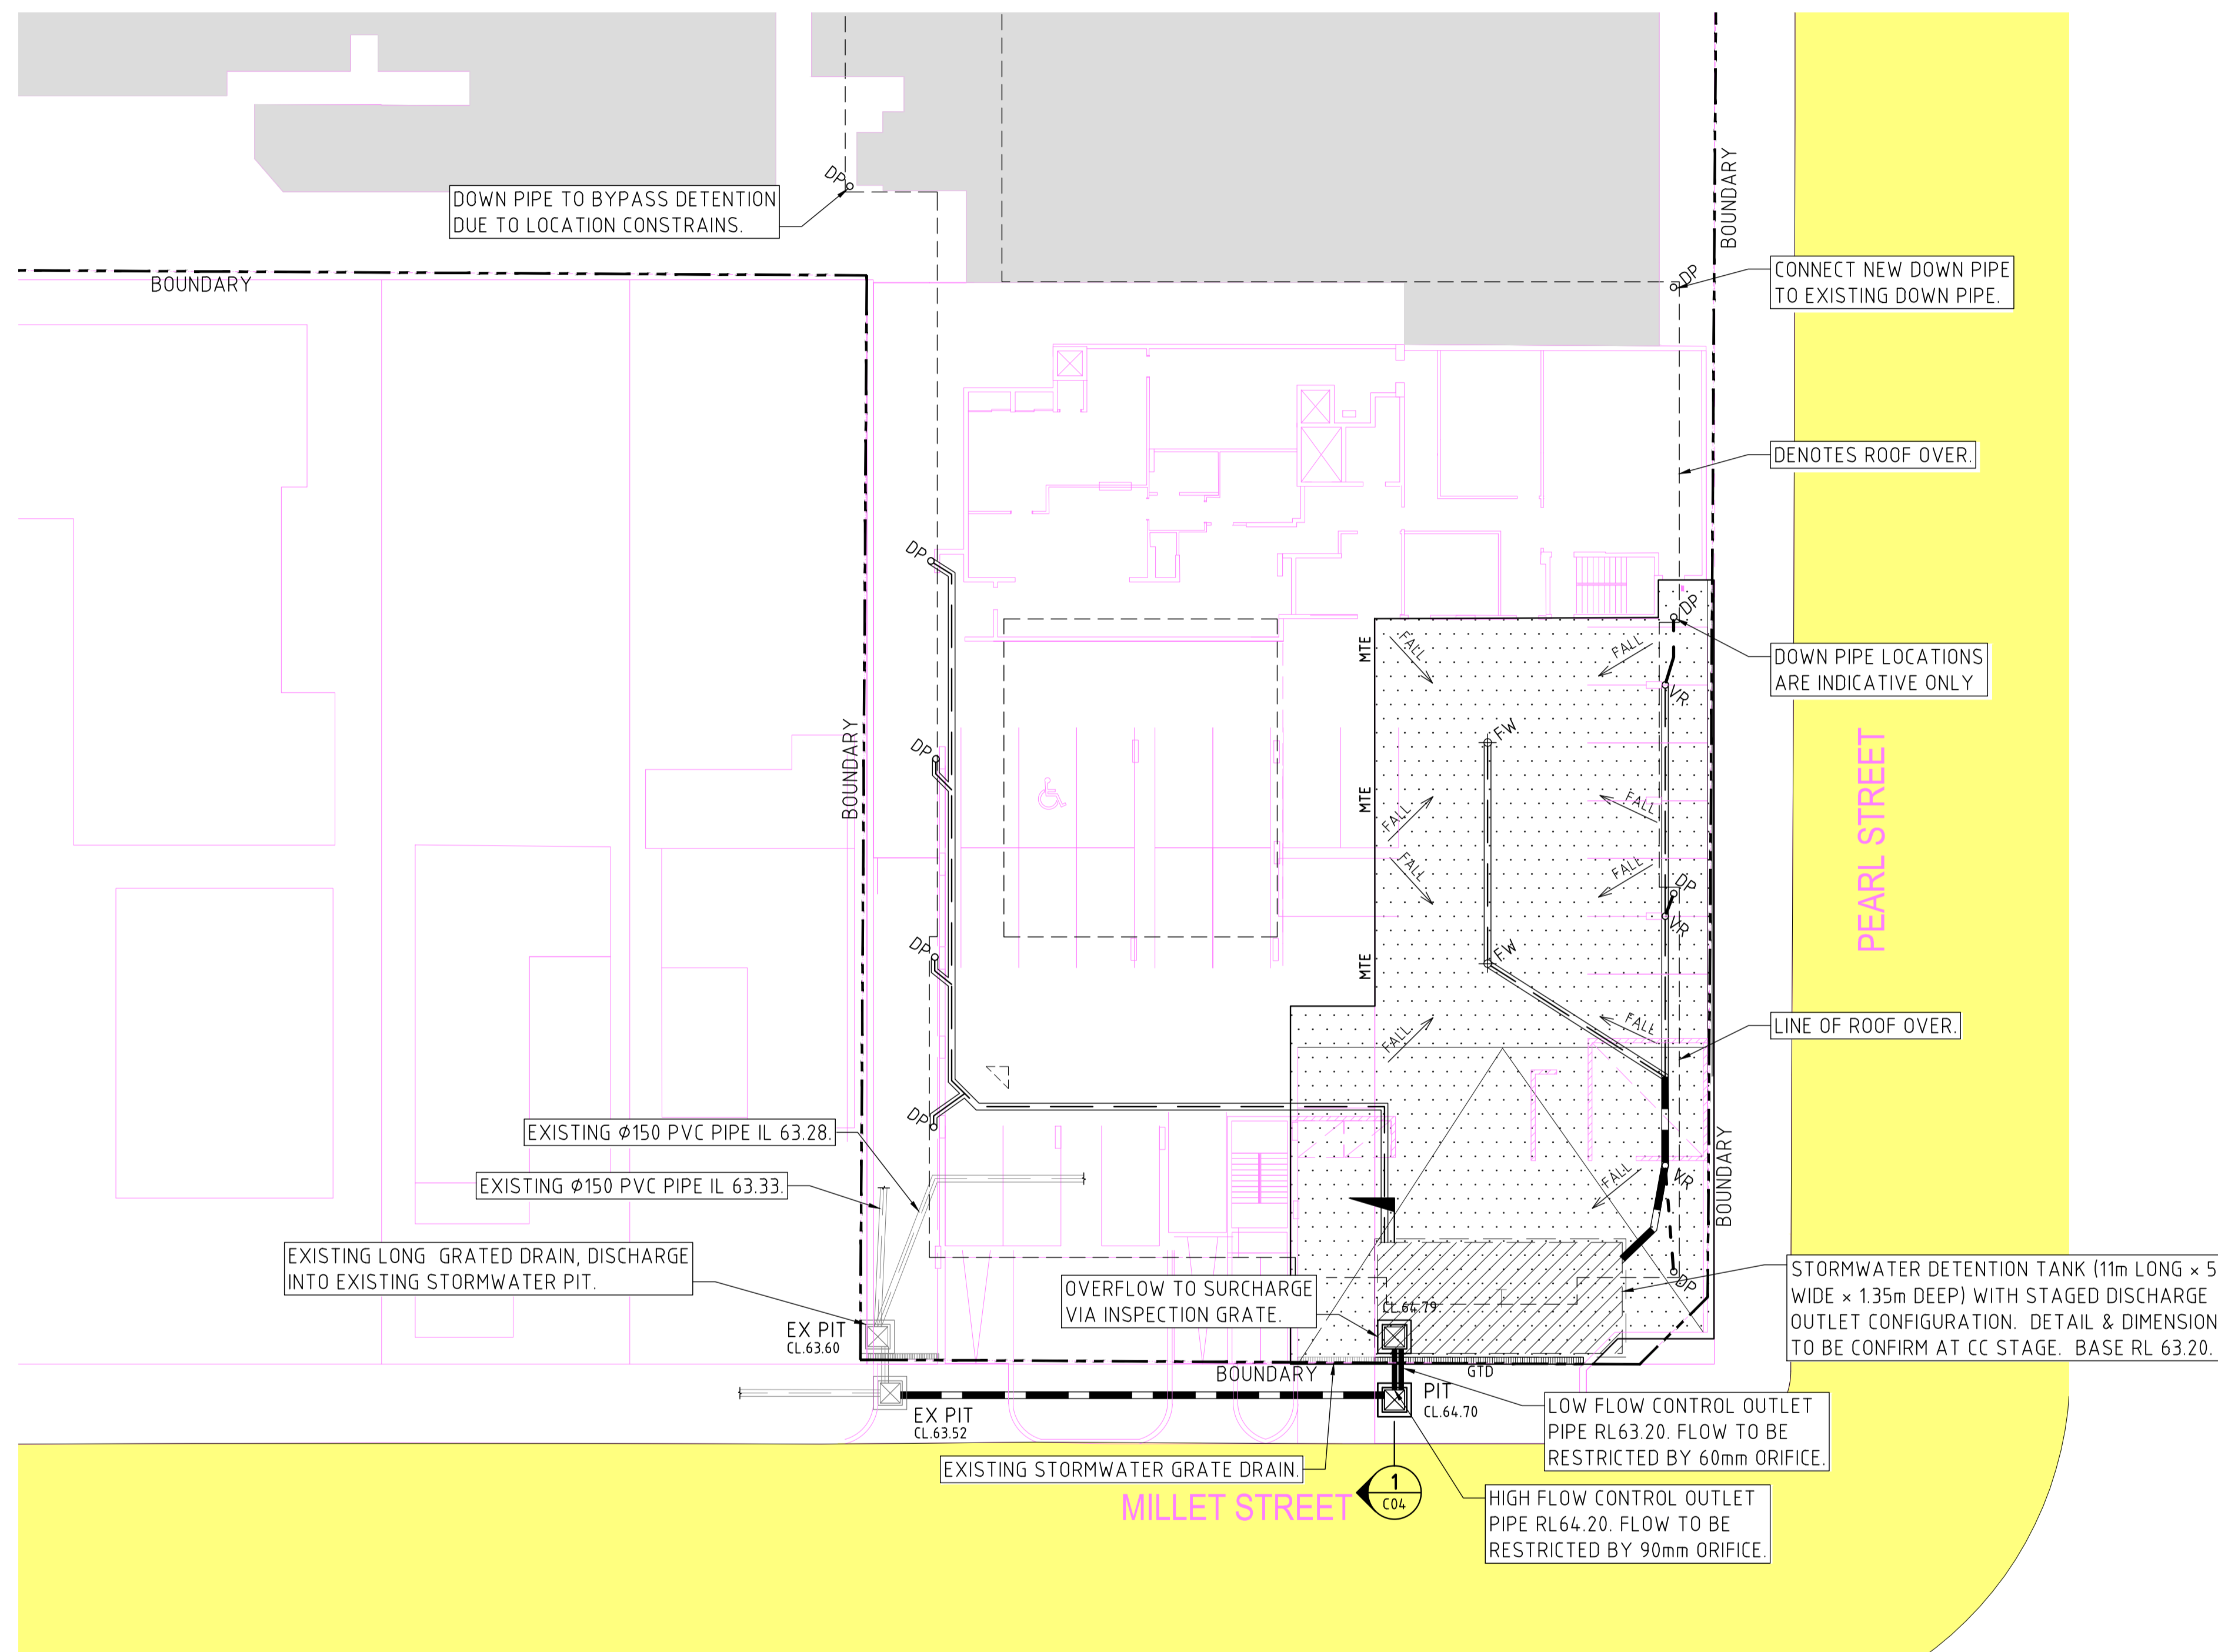 DP
DOWN PIPE TO BYPASS DETENTION
DUE TO LOCATION CONSTRAINS.
BOUNDARY
BOUNDARY
DP
CONNECT NEW DOWN PIPE
TO EXISTING DOWN PIPE.
DENOTES ROOF OVER.
DP
DP
MTE
FALL
FALL
DOWN PIPE LOCATIONS
ARE INDICATIVE ONLY
VR
FW
BOUNDARY
DP
MTE
FALL
FALL
PEARL STREET
FALL
FALL
DP
VR
DP
MTE
FW
FALL
FALL
LINE OF ROOF OVER.
DP
EXISTING Ø150 PVC PIPE IL 63.28.
EXISTING Ø150 PVC PIPE IL 63.33.
FALL
VR
BOUNDARY
EXISTING LONG GRATED DRAIN, DISCHARGE
INTO EXISTING STORMWATER PIT.
OVERFLOW TO SURCHARGE
VIA INSPECTION GRATE.
CL.64.79.
DP
STORMWATER DETENTION TANK (11m LONG × 5
WIDE × 1.35m DEEP) WITH STAGED DISCHARGE
OUTLET CONFIGURATION. DETAIL & DIMENSION
TO BE CONFIRM AT CC STAGE. BASE RL 63.20.
EX PIT
CL.63.60
BOUNDARY
GTD
PIT
CL.64.70
EX PIT
CL.63.52
LOW FLOW CONTROL OUTLET
PIPE RL63.20. FLOW TO BE
RESTRICTED BY 60mm ORIFICE.
EXISTING STORMWATER GRATE DRAIN.
1
C04
MILLET STREET
HIGH FLOW CONTROL OUTLET
PIPE RL64.20. FLOW TO BE
RESTRICTED BY 90mm ORIFICE.